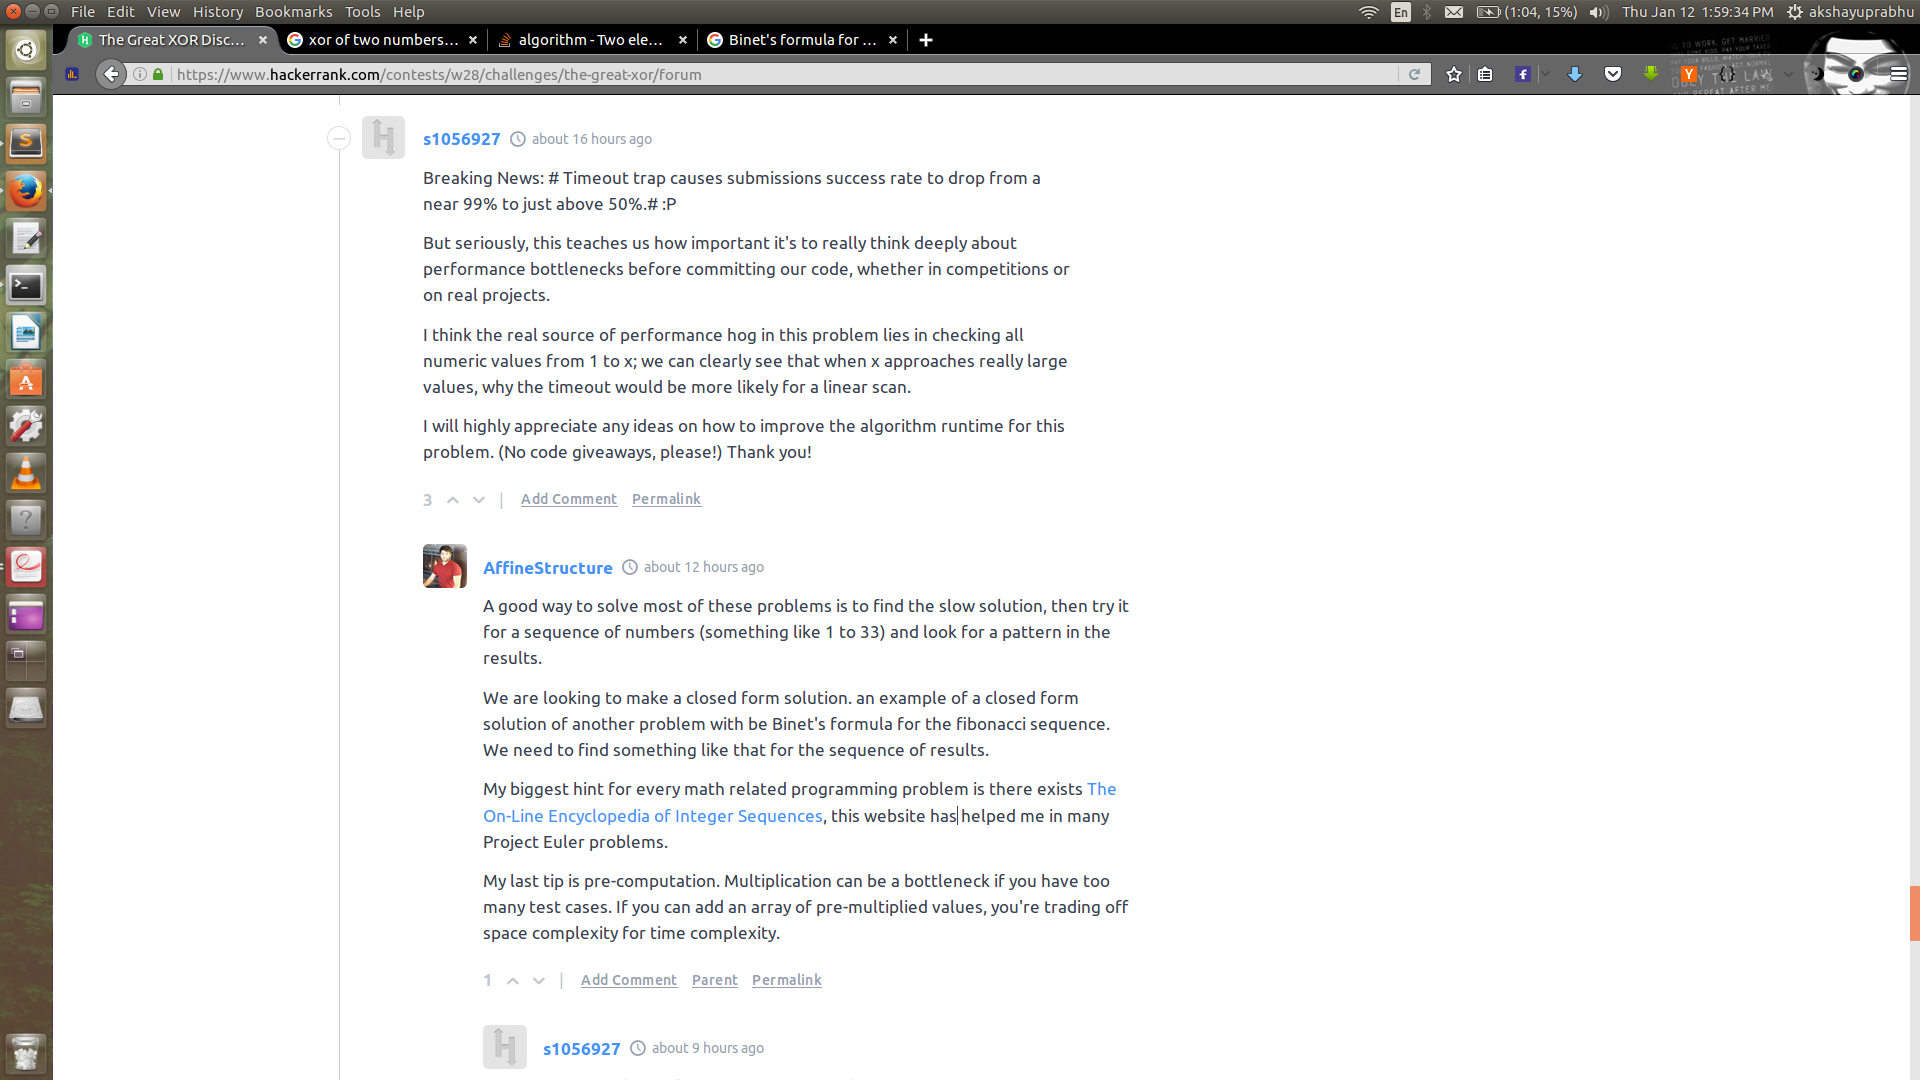 File Edit View History Bookmarks Tools Help
En (1:04, 15%) Thu Jan 12 1:59:34 PM akshayuprabhu
The Great XOR Disc... xor of two numbers... algorithm - Two ele... Binet's formula for ...
https://www.hackerrank.com/contests/w28/challenges/the-great-xor/forum
s1056927 about 16 hours ago
Breaking News: # Timeout trap causes submissions success rate to drop from a
near 99% to just above 50%.# :P
But seriously, this teaches us how important it's to really think deeply about
performance bottlenecks before committing our code, whether in competitions or
on real projects.
I think the real source of performance hog in this problem lies in checking all
numeric values from 1 to x; we can clearly see that when x approaches really large
values, why the timeout would be more likely for a linear scan.
I will highly appreciate any ideas on how to improve the algorithm runtime for this
problem. (No code giveaways, please!) Thank you!
3 | Add Comment Permalink
AffineStructure about 12 hours ago
A good way to solve most of these problems is to find the slow solution, then try it
for a sequence of numbers (something like 1 to 33) and look for a pattern in the
results.
We are looking to make a closed form solution. an example of a closed form
solution of another problem with be Binet's formula for the fibonacci sequence.
We need to find something like that for the sequence of results.
My biggest hint for every math related programming problem is there exists The
On-Line Encyclopedia of Integer Sequences, this website has helped me in many
Project Euler problems.
My last tip is pre-computation. Multiplication can be a bottleneck if you have too
many test cases. If you can add an array of pre-multiplied values, you're trading off
space complexity for time complexity.
1 | Add Comment Parent Permalink
s1056927 about 9 hours ago